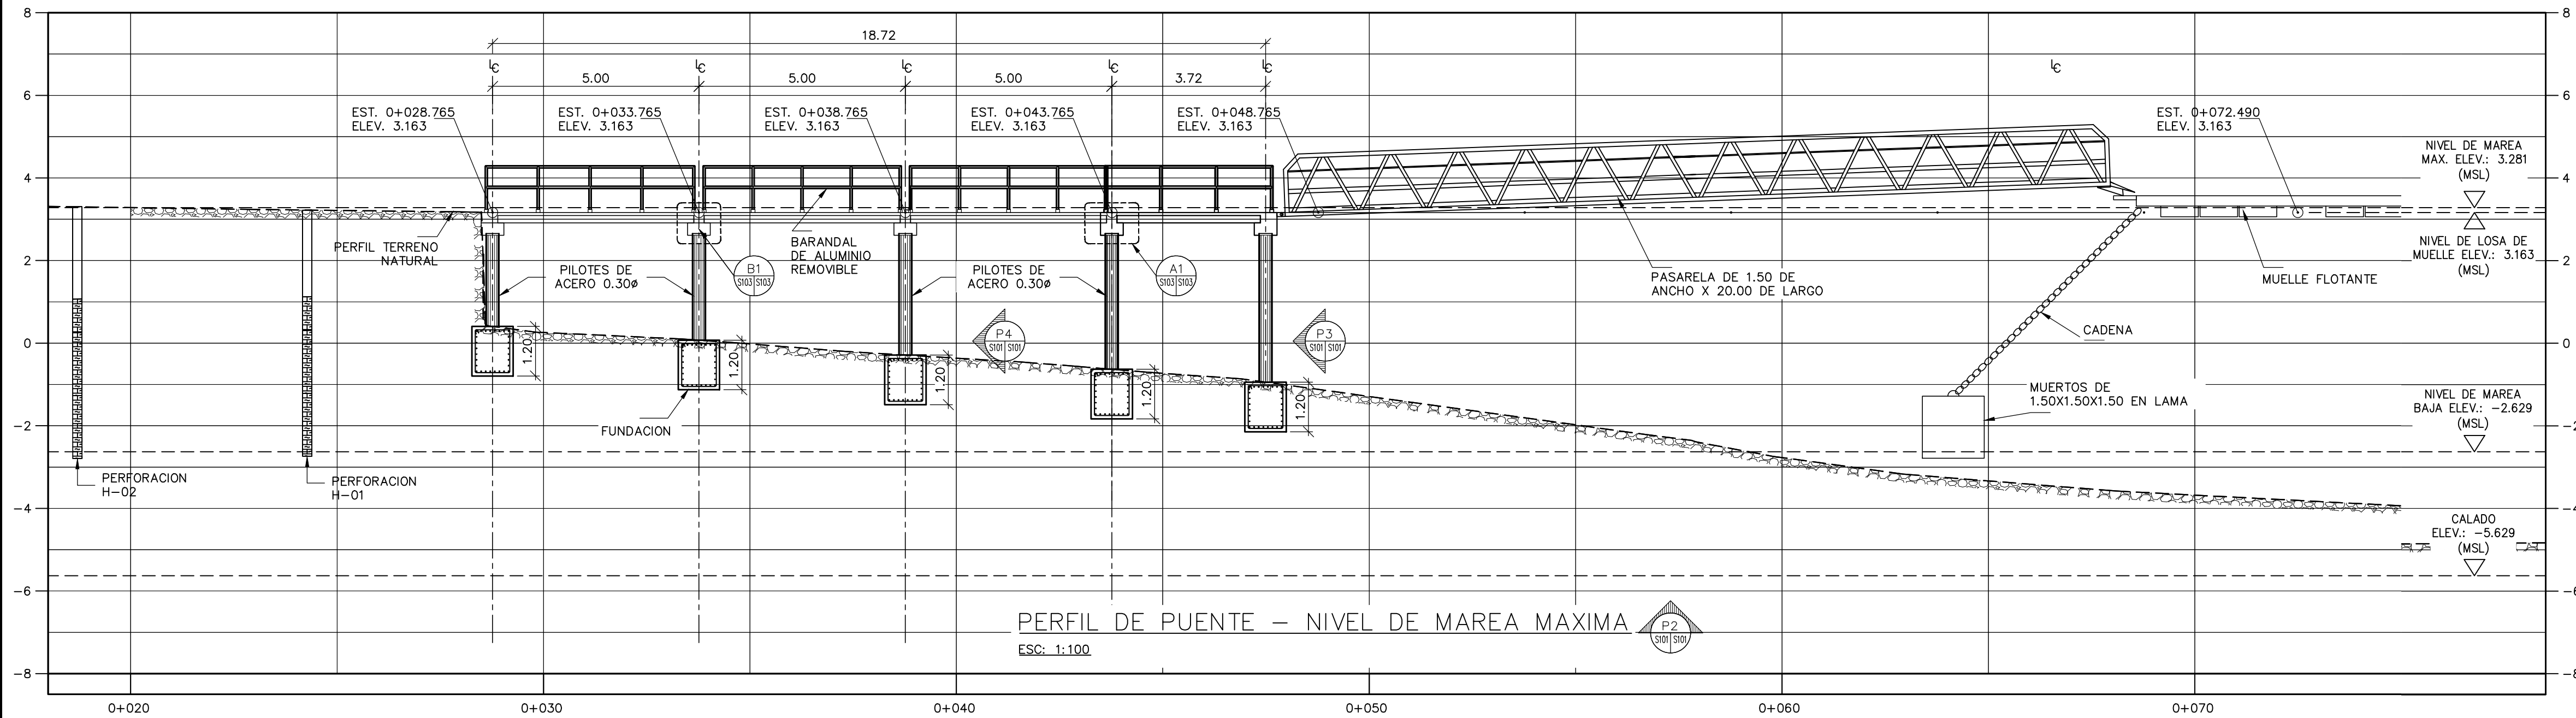 8
8
18.72
5.00
5.00
5.00
3.72
6
6
EST. 0+028.765
ELEV. 3.163
EST. 0+033.765
ELEV. 3.163
EST. 0+038.765
ELEV. 3.163
EST. 0+043.765
ELEV. 3.163
EST. 0+048.765
ELEV. 3.163
EST. 0+072.490
ELEV. 3.163
NIVEL DE MAREA
MAX. ELEV.: 3.281
(MSL)
4
4
PERFIL TERRENO
NATURAL
BARANDAL
DE ALUMINIO
REMOVIBLE
NIVEL DE LOSA DE
MUELLE ELEV.: 3.163
(MSL)
2
2
PILOTES DE
ACERO 0.30ø
B1
S103 S103
PILOTES DE
ACERO 0.30ø
A1
S103 S103
PASARELA DE 1.50 DE
ANCHO X 20.00 DE LARGO
MUELLE FLOTANTE
CADENA
P4
S101 S101
P3
S101 S101
0
0
1.20
1.20
1.20
1.20
1.20
MUERTOS DE
1.50X1.50X1.50 EN LAMA
NIVEL DE MAREA
BAJA ELEV.: -2.629
(MSL)
FUNDACION
-2
-2
PERFORACION
H-02
PERFORACION
H-01
-4
-4
CALADO
ELEV.: -5.629
(MSL)
-6
-6
PERFIL DE PUENTE - NIVEL DE MAREA MAXIMA
P2
S101 S101
ESC: 1:100
-8
-8
0+020
0+030
0+040
0+050
0+060
0+070